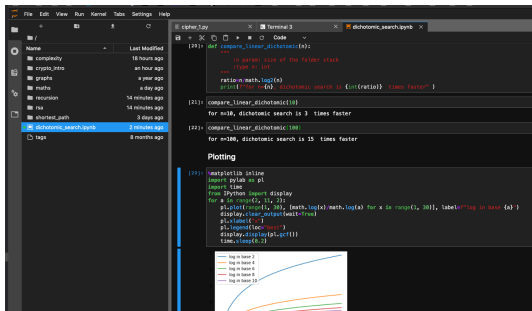 File Edit View Run Kernel Tabs Settings Help
cipher_1.py
Terminal 3
dichotomic_search.ipynb
Code
/
Name Last Modified
complexity 18 hours ago
crypto_intro an hour ago
graphs a year ago
maths a day ago
recursion 14 minutes ago
rsa 14 minutes ago
shortest_path 3 days ago
dichotomic_search.ipynb 2 minutes ago
tags 8 months ago
[20]: def compare_linear_dichotomic(n):
"""
of the folder stack
n: int
"""
ratio=n/math.log2(n)
print(f"for n={n}, dichotomic search is {int(ratio)} times faster" )
[21]: compare_linear_dichotomic(10)
for n=10, dichotomic search is 3 times faster
[22]: compare_linear_dichotomic(100)
for n=100, dichotomic search is 15 times faster
Plotting
%matplotlib inline
import pylab as pl
import time
from IPython import display
for a in range(2, 11, 2):
pl.plot(range(1, 30), [math.log(x)/math.log(a) for x in range(1, 30)], label=f"log in base {a}")
display.clear_output(wait=True)
pl.xlabel("x")
pl.legend(loc="best")
display.display(pl.gcf())
time.sleep(0.2)
log in base 2
log in base 4
log in base 6
log in base 8
log in base 10